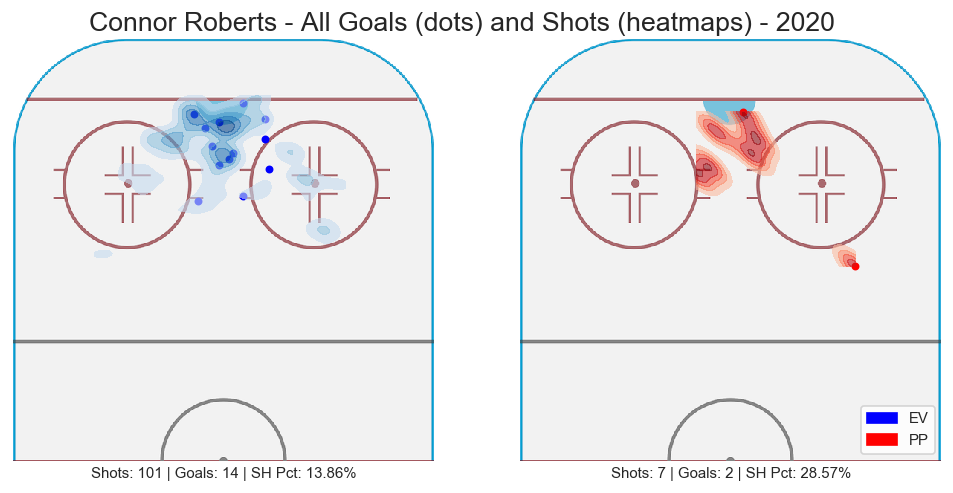 Connor Roberts - All Goals (dots) and Shots (heatmaps) - 2020
EV
PP
Shots: 101 | Goals: 14 | SH Pct: 13.86%
Shots: 7 | Goals: 2 | SH Pct: 28.57%